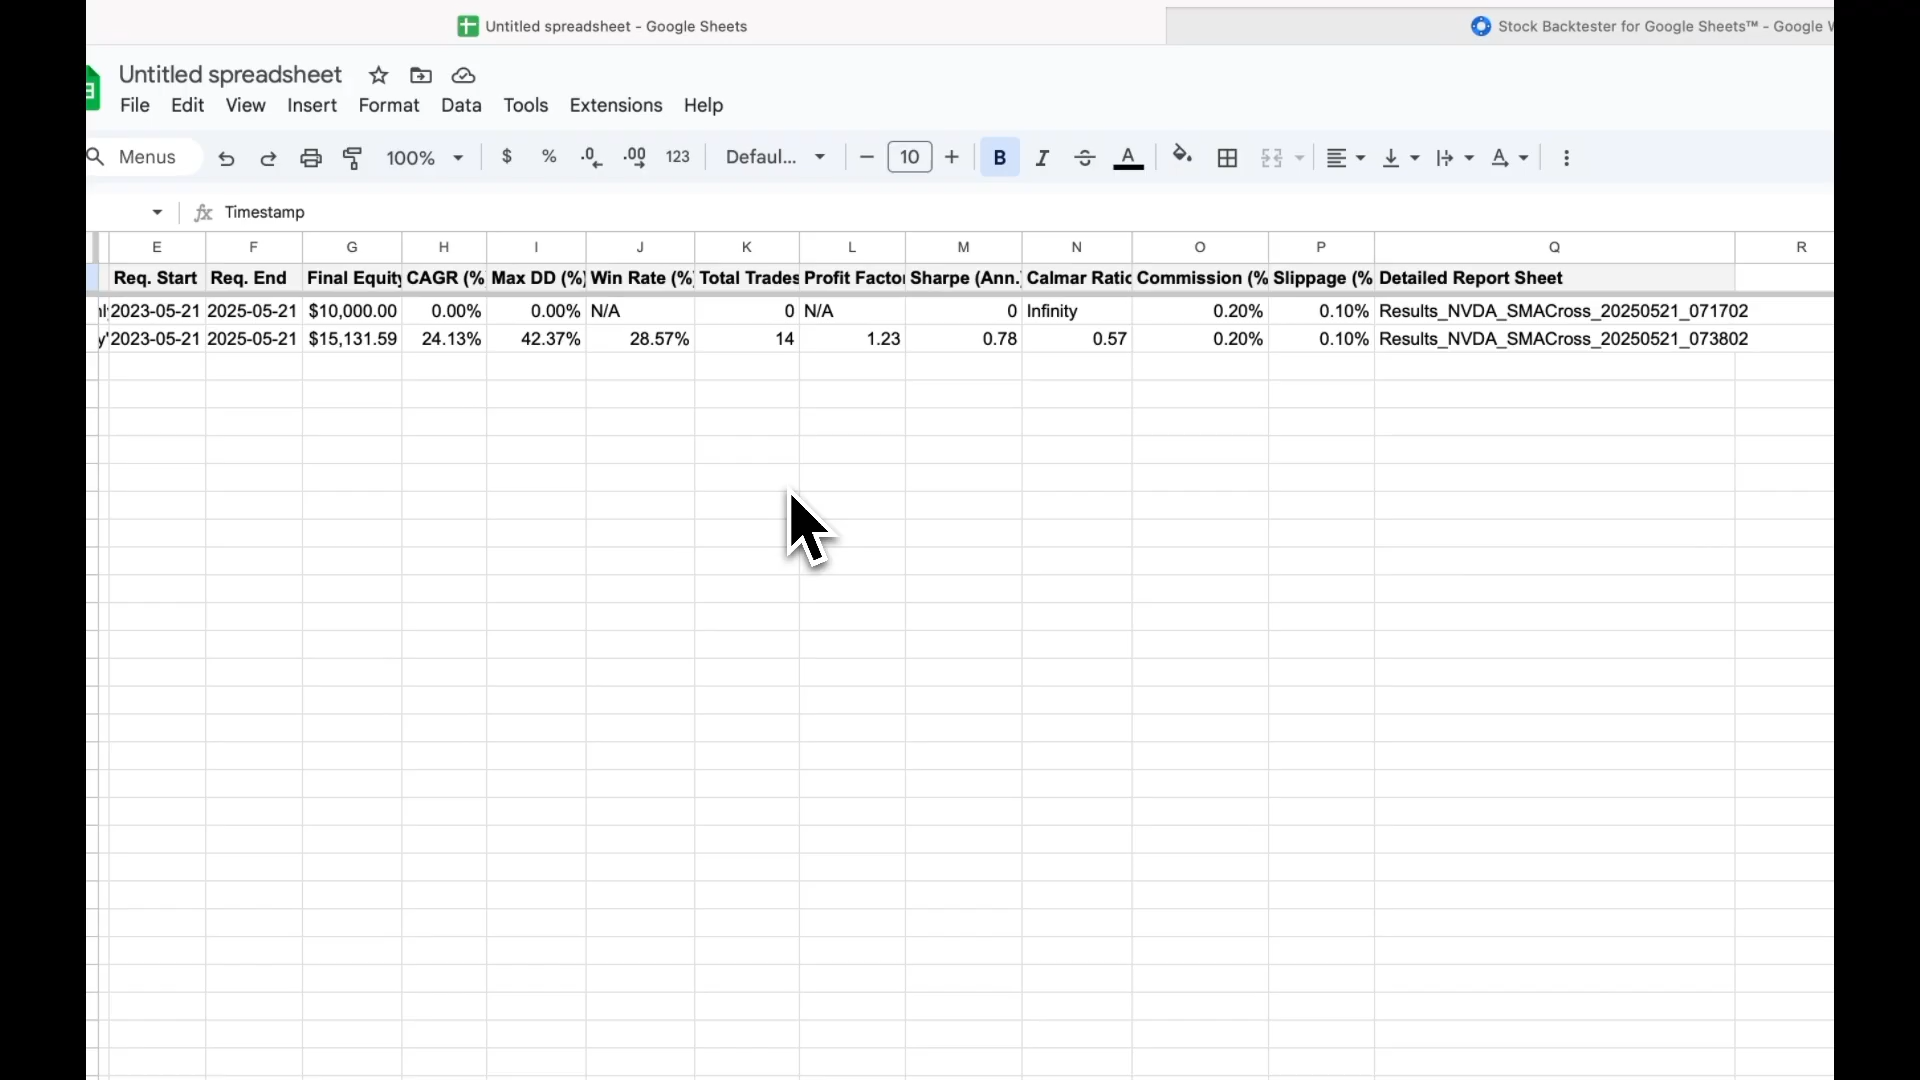 Untitled spreadsheet - Google Sheets
Stock Backtester for Google Sheets™ - Google W
Untitled spreadsheet
File Edit View Insert Format Data Tools Extensions Help
Menus 100% $ % .0 .00 123 Defaul... 10 B I S A A
fx Timestamp
E F G H I J K L M N O P Q R
Req. Start Req. End Final Equity CAGR (% Max DD (%) Win Rate (% Total Trades Profit Factor Sharpe (Ann. Calmar Ratio Commission (% Slippage (% Detailed Report Sheet
2023-05-21 2025-05-21 $10,000.00 0.00% 0.00% N/A 0 N/A 0 Infinity 0.20% 0.10% Results_NVDA_SMACross_20250521_071702
y" 2023-05-21 2025-05-21 $15,131.59 24.13% 42.37% 28.57% 14 1.23 0.78 0.57 0.20% 0.10% Results_NVDA_SMACross_20250521_073802